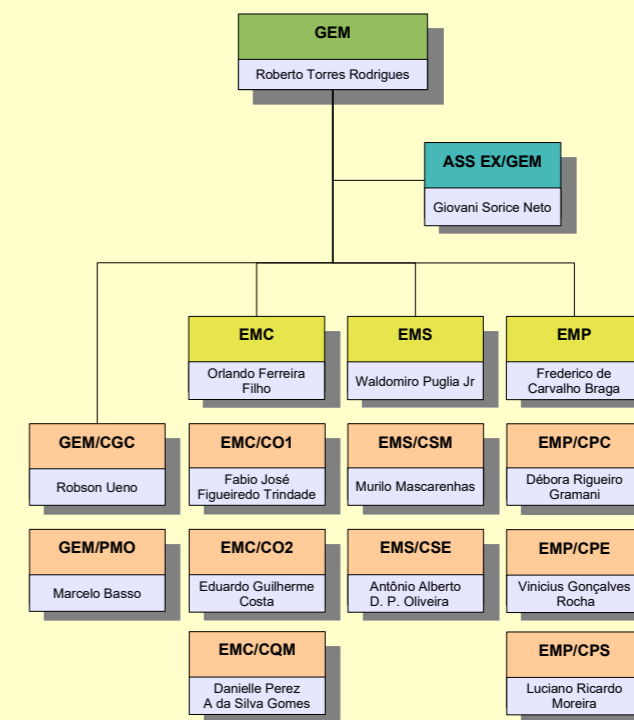 GEM
Roberto Torres Rodrigues
ASS EX/GEM
Giovani Sorice Neto
EMC
Orlando Ferreira
Filho
EMS
Waldomiro Puglia Jr
EMP
Frederico de
Carvalho Braga
GEM/CGC
Robson Ueno
EMC/CO1
Fabio José
Figueiredo Trindade
EMS/CSM
Murilo Mascarenhas
EMP/CPC
Débora Rigueiro
Gramani
GEM/PMO
Marcelo Basso
EMC/CO2
Eduardo Guilherme
Costa
EMS/CSE
Antônio Alberto
D. P. Oliveira
EMP/CPE
Vinicius Gonçalves
Rocha
EMC/CQM
Danielle Perez
A da Silva Gomes
EMP/CPS
Luciano Ricardo
Moreira